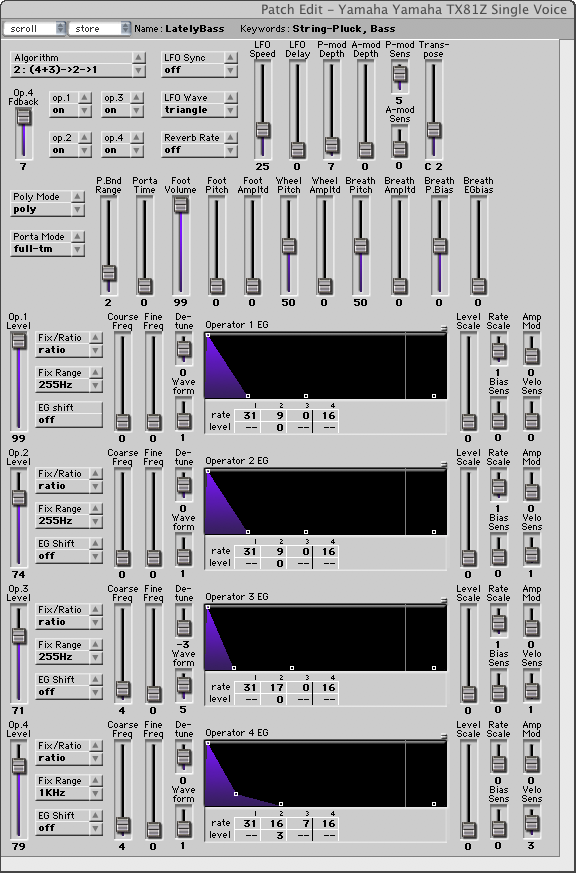 Patch Edit - Yamaha Yamaha TX81Z Single Voice
scroll store Name: LatelyBass Keywords: String-Pluck, Bass
Algorithm
2: (4+3)->2->1
Op.4
Fdback
7
op.1
on
op.3
on
op.2
on
op.4
on
LFO Sync
off
LFO Wave
triangle
Reverb Rate
off
LFO
Speed
25
LFO
Delay
0
P-mod
Depth
7
A-mod
Depth
0
P-mod
Sens
5
A-mod
Sens
0
Trans-
pose
C 2
Poly Mode
poly
Porta Mode
full-tm
P.Bnd
Range
2
Porta
Time
0
Foot
Volume
99
Foot
Pitch
0
Foot
Ampltd
0
Wheel
Pitch
50
Wheel
Ampltd
0
Breath
Pitch
50
Breath
Ampltd
0
Breath
P.Bias
0
Breath
EGbias
0
Op.1
Level
99
Fix/Ratio
ratio
Fix Range
255Hz
EG shift
off
Course
Freq
0
Fine
Freq
0
De-
tune
0
Wave
form
1
Operator 1 EG
1 2 3 4
rate 31 9 0 16
level -- 0 -- --
Level
Scale
0
Rate
Scale
1
Bias
Sens
0
Amp
Mod
0
Velo
Sens
0
Op.2
Level
74
Fix/Ratio
ratio
Fix Range
255Hz
EG Shift
off
Coarse
Freq
0
Fine
Freq
0
De-
tune
0
Wave
form
1
Operator 2 EG
1 2 3 4
rate 31 9 0 16
level -- 0 -- --
Level
Scale
0
Rate
Scale
1
Bias
Sens
0
Amp
Mod
0
Velo
Sens
1
Op.3
Level
71
Fix/Ratio
ratio
Fix Range
255Hz
EG Shift
off
Coarse
Freq
4
Fine
Freq
0
De-
tune
-3
Wave
form
5
Operator 3 EG
1 2 3 4
rate 31 17 0 16
level -- 0 -- --
Level
Scale
0
Rate
Scale
1
Bias
Sens
0
Amp
Mod
0
Velo
Sens
1
Op.4
Level
79
Fix/Ratio
ratio
Fix Range
1KHz
EG Shift
off
Coarse
Freq
4
Fine
Freq
0
De-
tune
0
Wave
form
1
Operator 4 EG
1 2 3 4
rate 31 16 7 16
level -- 3 -- --
Level
Scale
0
Rate
Scale
0
Bias
Sens
0
Amp
Mod
0
Velo
Sens
3